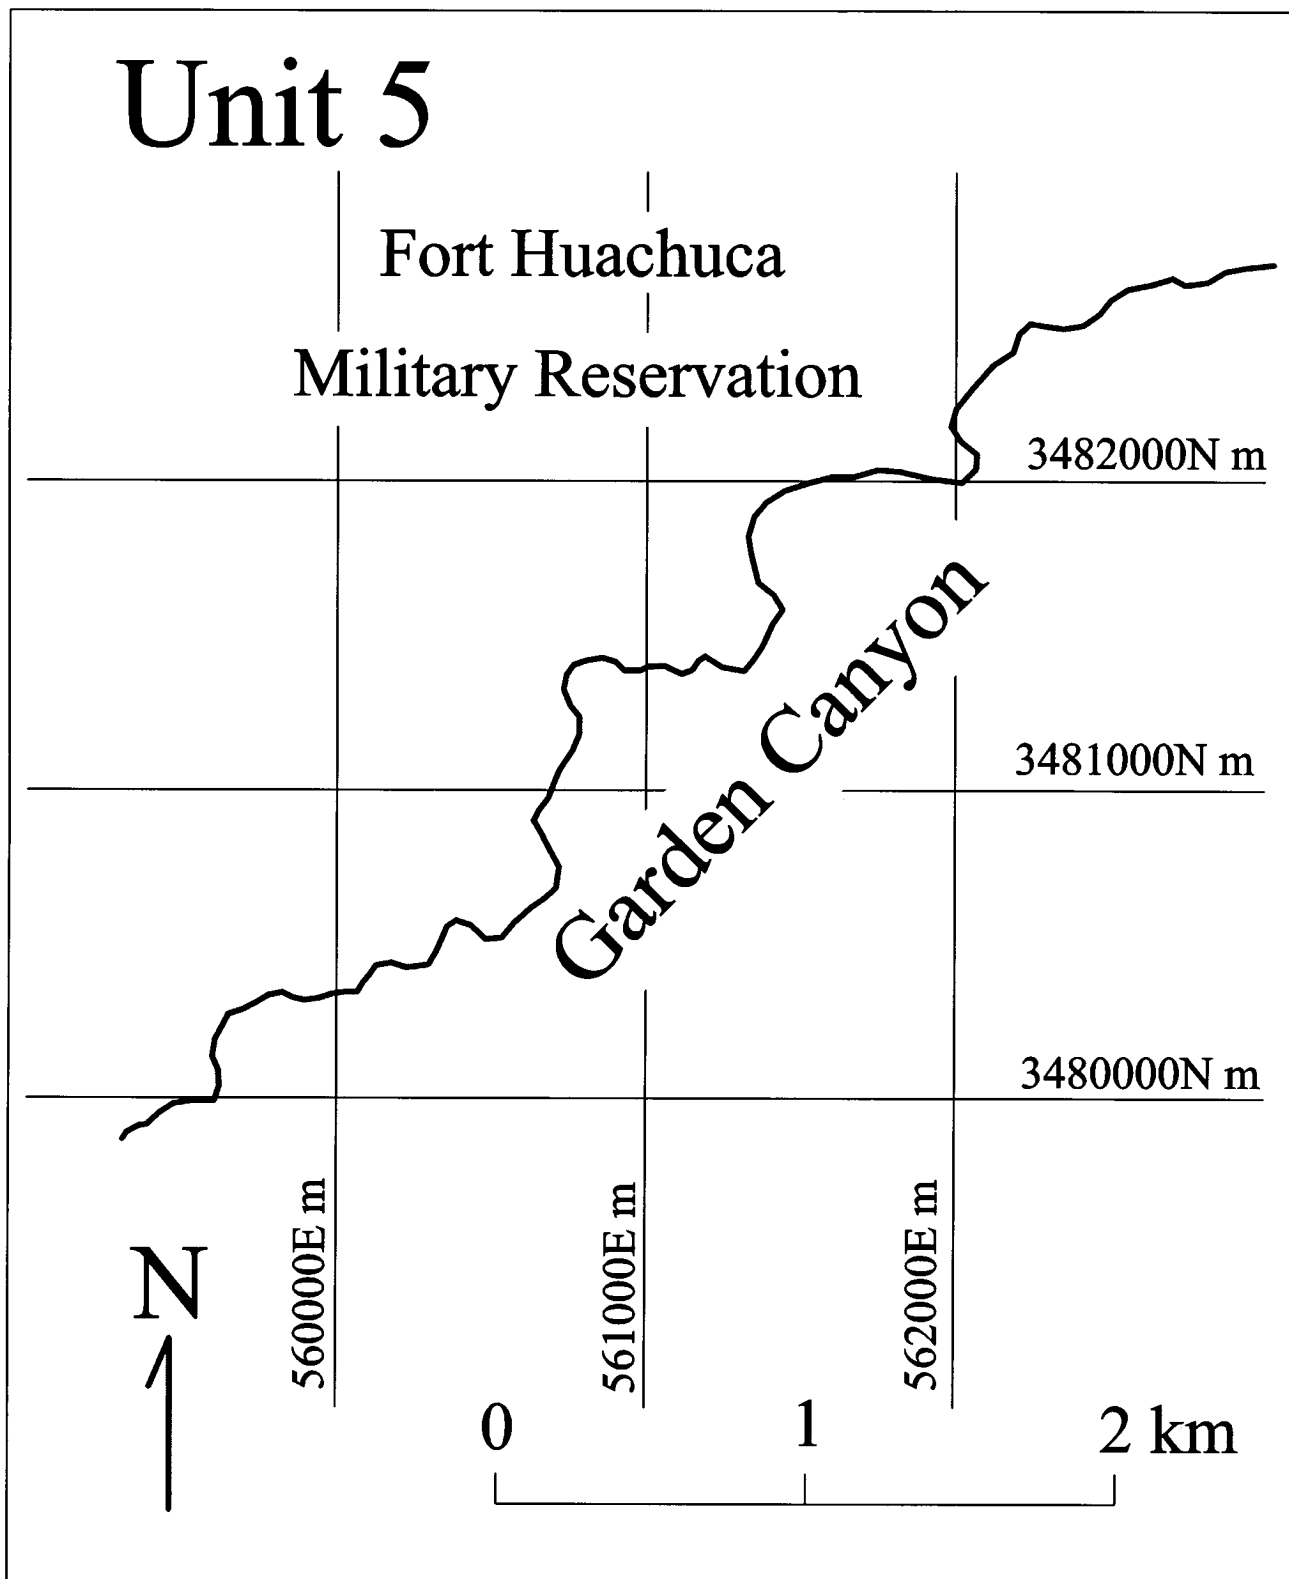 Unit 5
Fort Huachuca
Military Reservation
3482000N m
Garden Canyon
3481000N m
3480000N m
560000E m
561000E m
562000E m
N
0 1 2 km